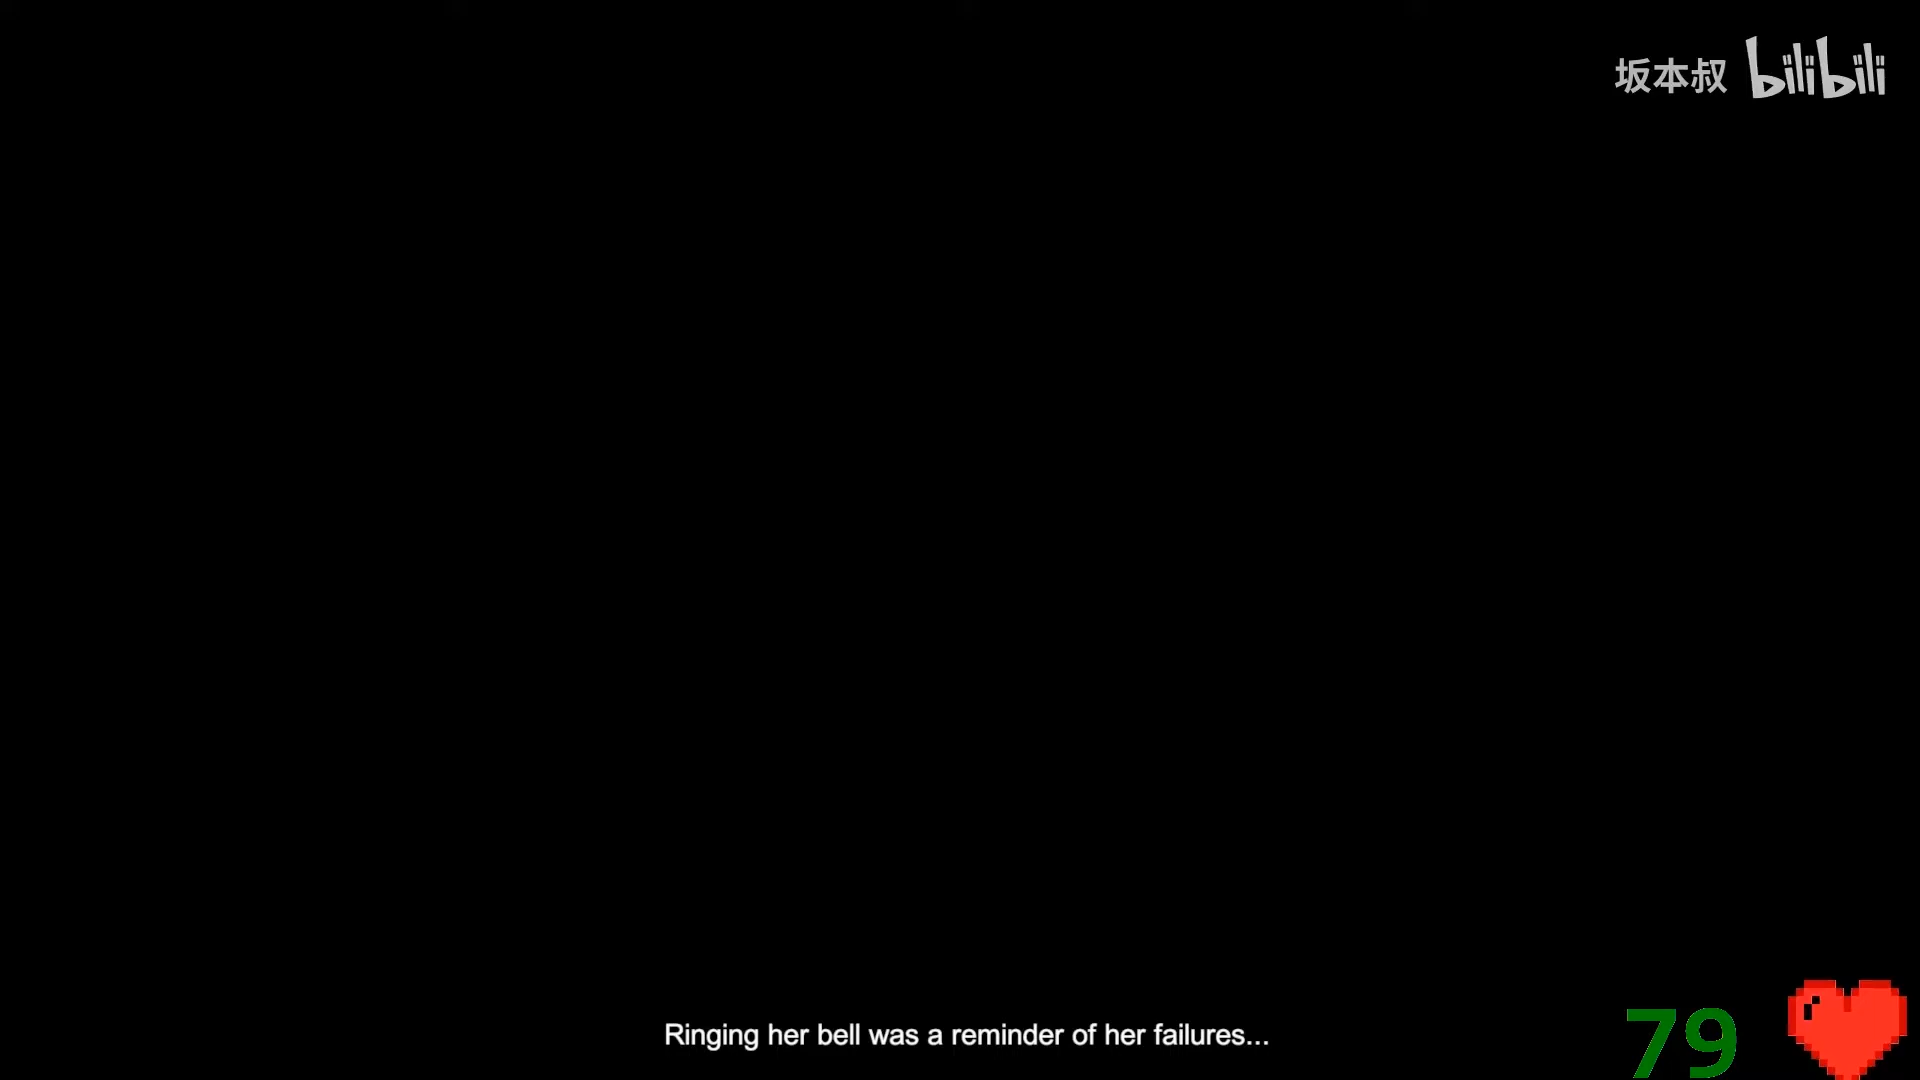 坂本叔 bilibili
Ringing her bell was a reminder of her failures...
79